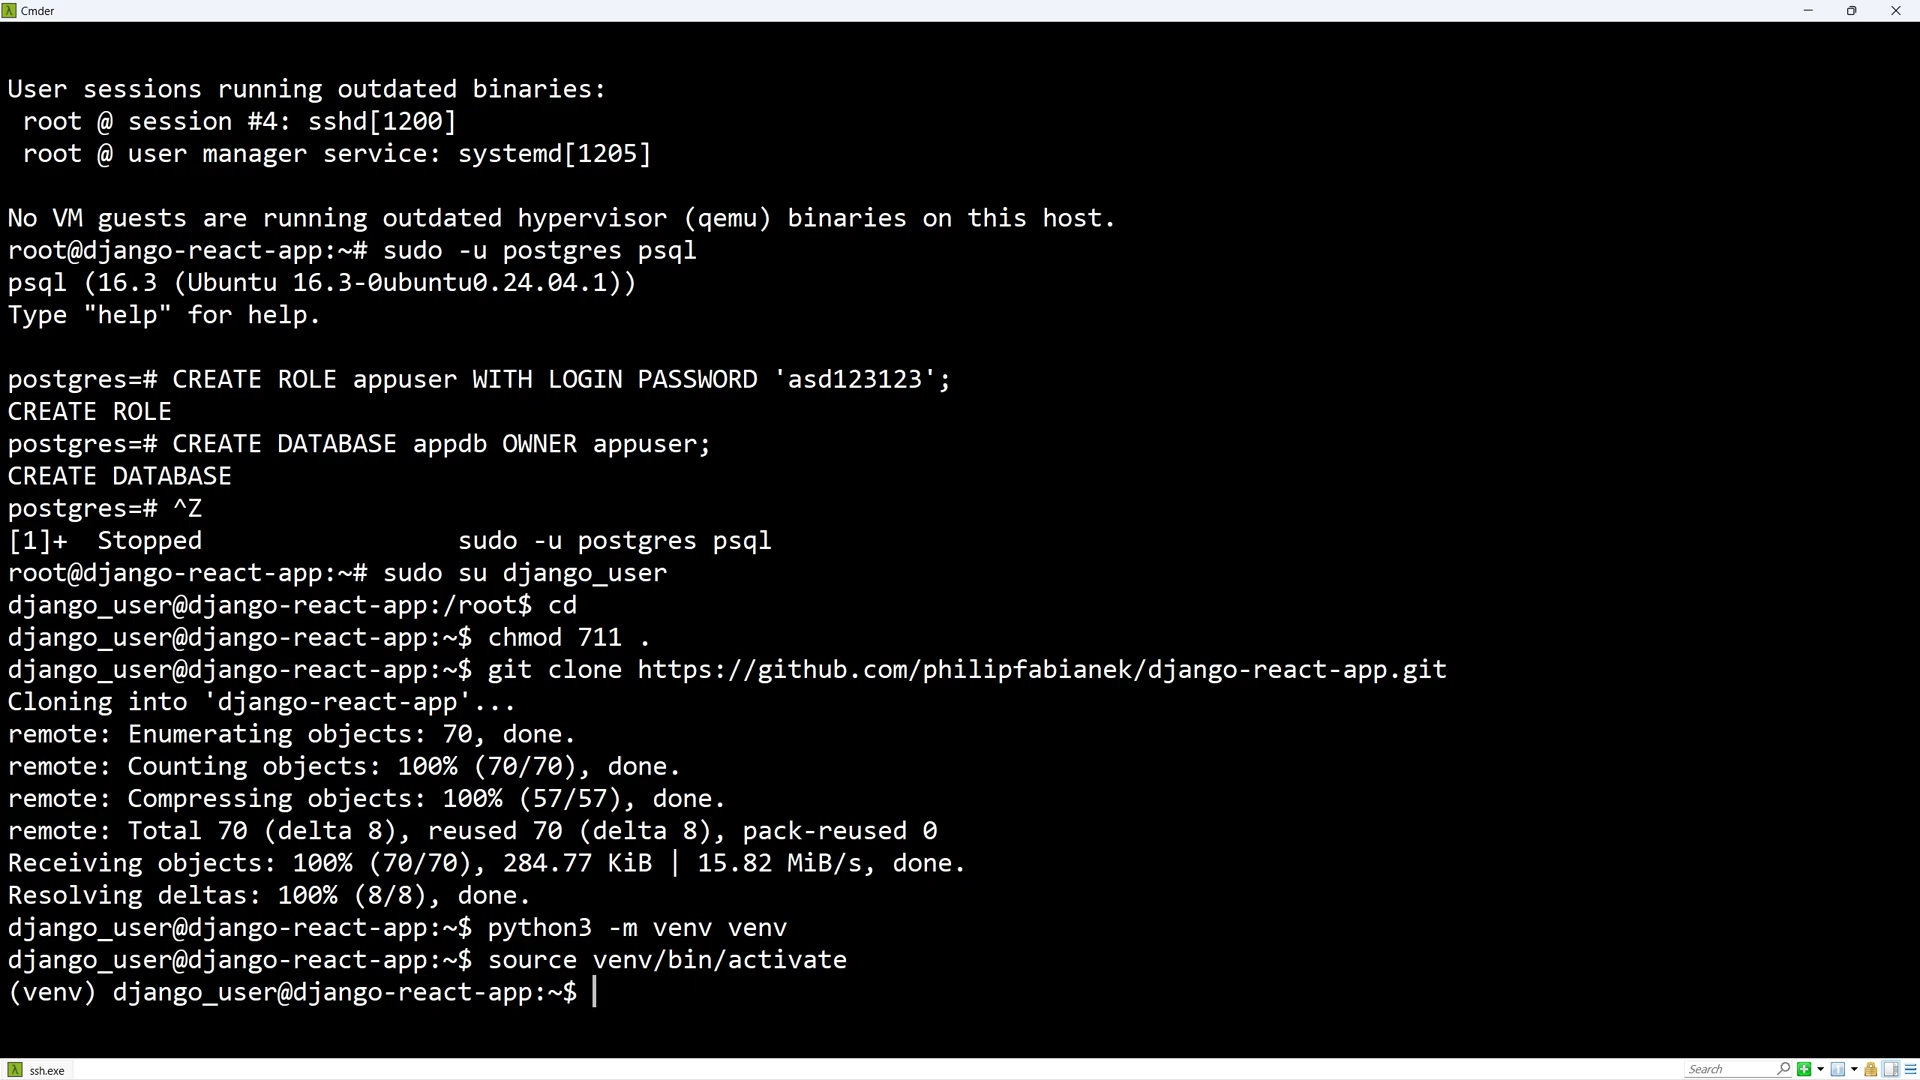 Cmder
User sessions running outdated binaries:
 root @ session #4: sshd[1200]
 root @ user manager service: systemd[1205]
No VM guests are running outdated hypervisor (qemu) binaries on this host.
root@django-react-app:~# sudo -u postgres psql
psql (16.3 (Ubuntu 16.3-0ubuntu0.24.04.1))
Type "help" for help.
postgres=# CREATE ROLE appuser WITH LOGIN PASSWORD 'asd123123';
CREATE ROLE
postgres=# CREATE DATABASE appdb OWNER appuser;
CREATE DATABASE
postgres=# ^Z
[1]+  Stopped                 sudo -u postgres psql
root@django-react-app:~# sudo su django_user
django_user@django-react-app:/root$ cd
django_user@django-react-app:~$ chmod 711 .
django_user@django-react-app:~$ git clone https://github.com/philipfabianek/django-react-app.git
Cloning into 'django-react-app'...
remote: Enumerating objects: 70, done.
remote: Counting objects: 100% (70/70), done.
remote: Compressing objects: 100% (57/57), done.
remote: Total 70 (delta 8), reused 70 (delta 8), pack-reused 0
Receiving objects: 100% (70/70), 284.77 KiB | 15.82 MiB/s, done.
Resolving deltas: 100% (8/8), done.
django_user@django-react-app:~$ python3 -m venv venv
django_user@django-react-app:~$ source venv/bin/activate
(venv) django_user@django-react-app:~$
ssh.exe
Search